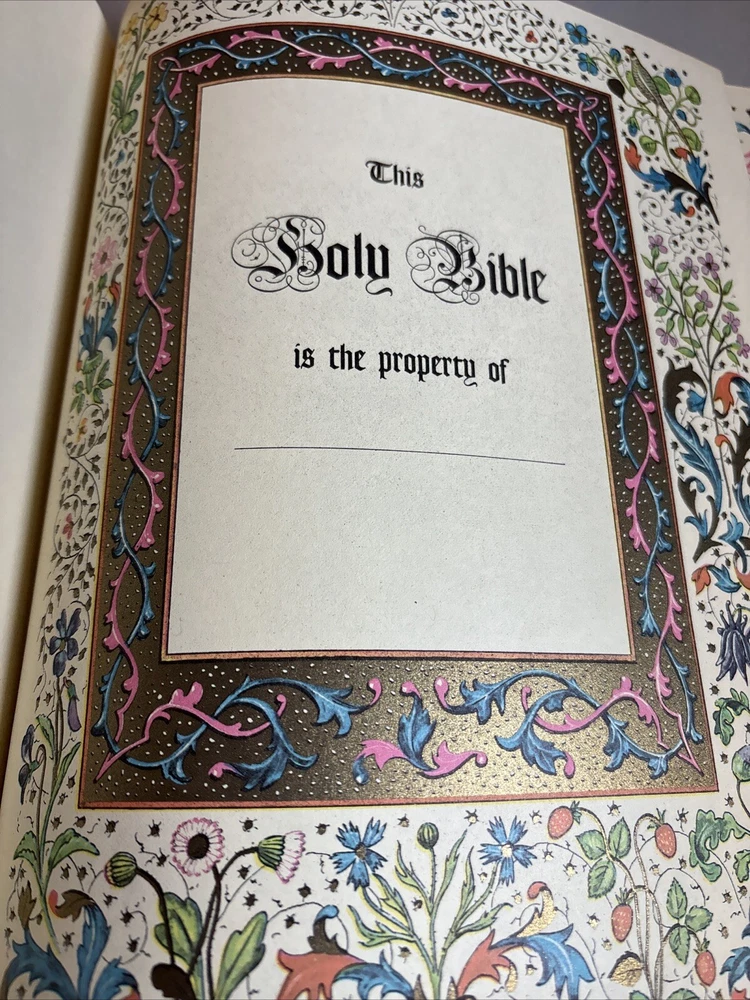 This
Holy Bible
is the property of